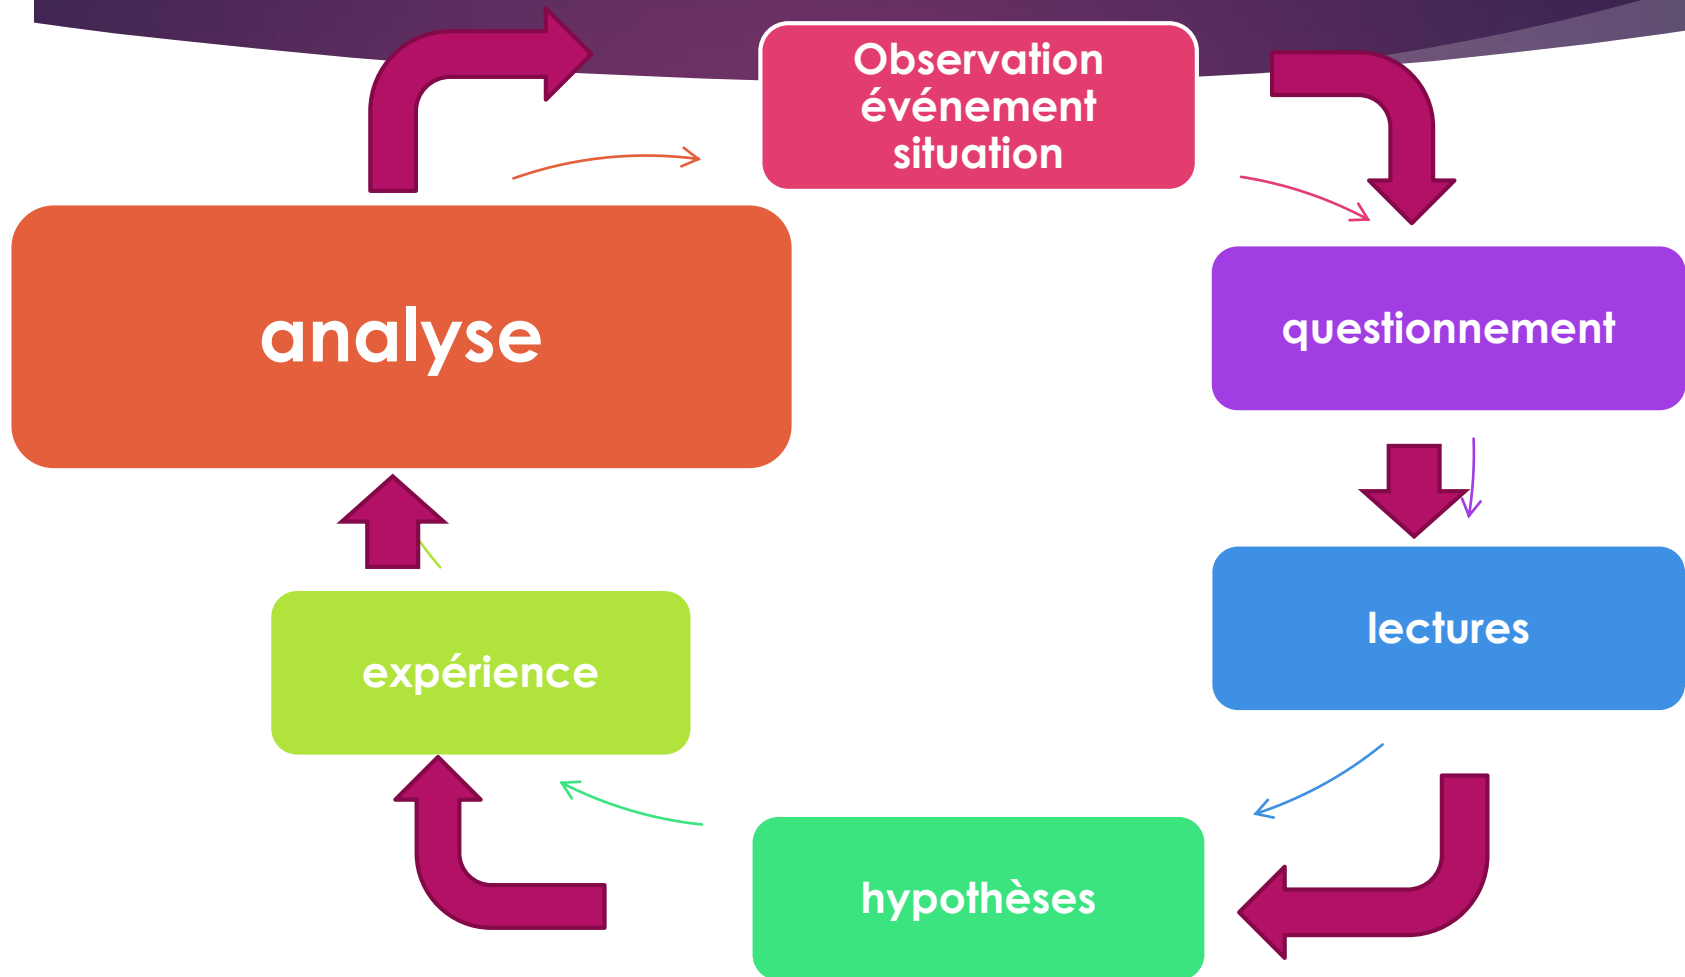 Observation
événement
situation
questionnement
lectures
hypothèses
expérience
analyse